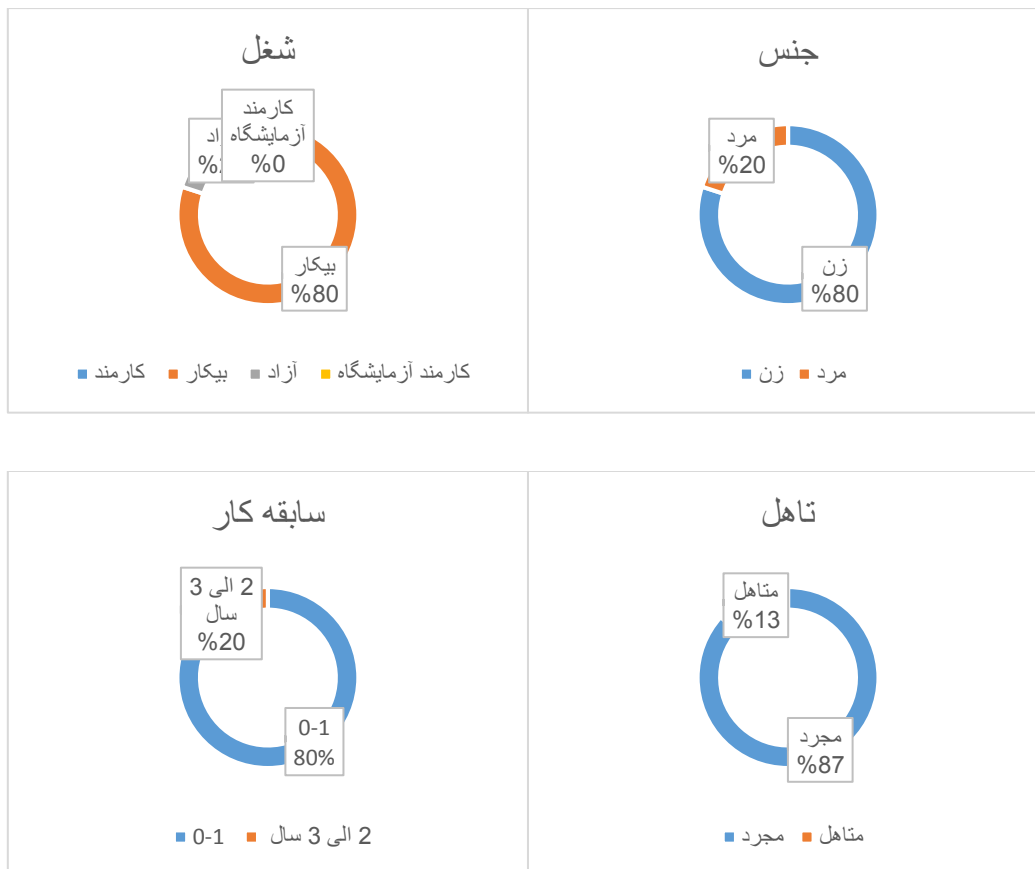 جنس
مرد
%20
زن
%80
زن مرد
شغل
کارمند
آزمایشگاه
%0
بیکار
%80
کارمند بیکار آزاد کارمند آزمایشگاه
تاهل
متاهل
%13
مجرد
%87
مجرد متاهل
سابقه کار
2 الی 3
سال
%20
0-1
80%
0-1 2 الی 3 سال